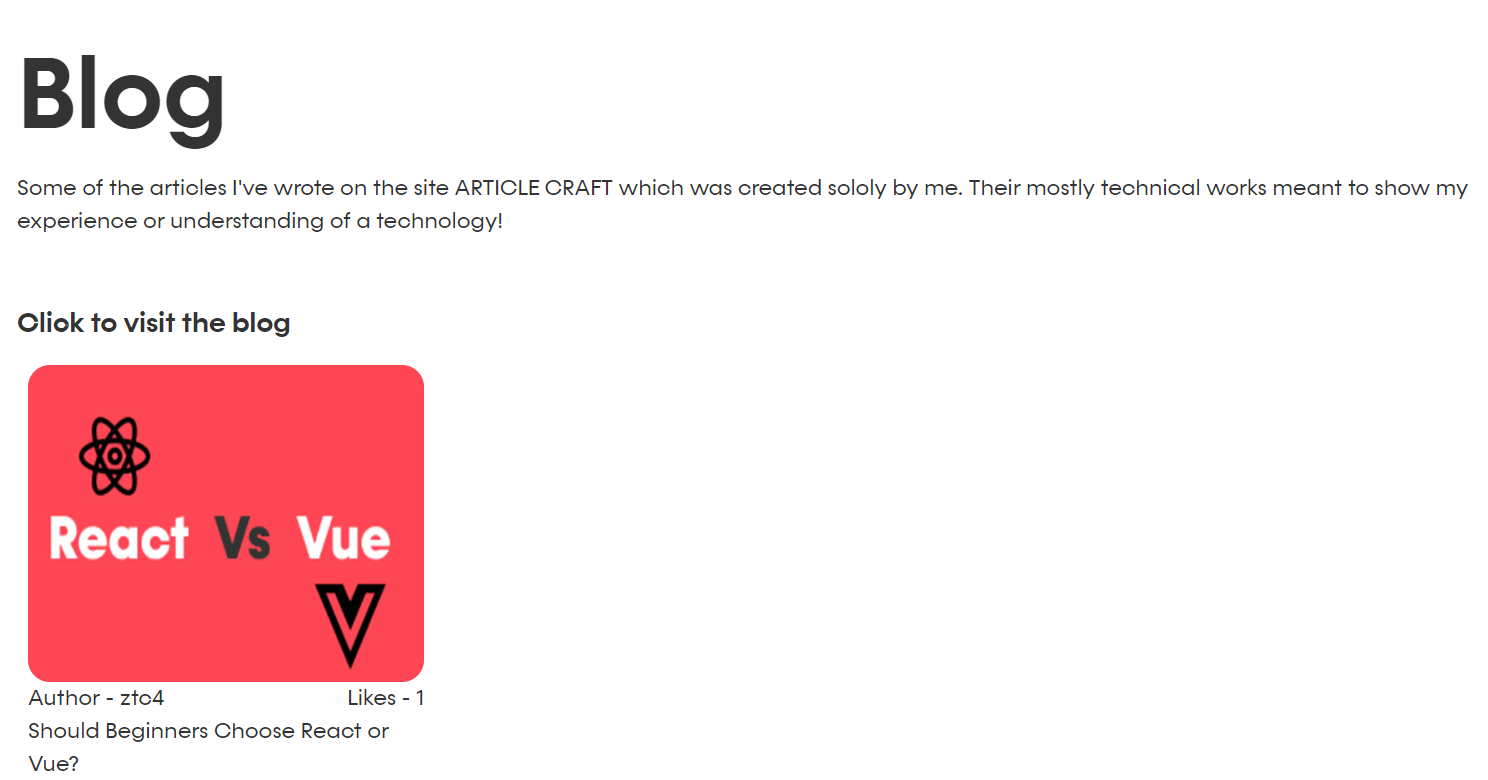 Blog
Some of the articles I've wrote on the site ARTICLE CRAFT which was created sololy by me. Their mostly technical works meant to show my
experience or understanding of a technology!
Click to visit the blog
React Vs Vue
Author - ztc4
Likes - 1
Should Beginners Choose React or
Vue?